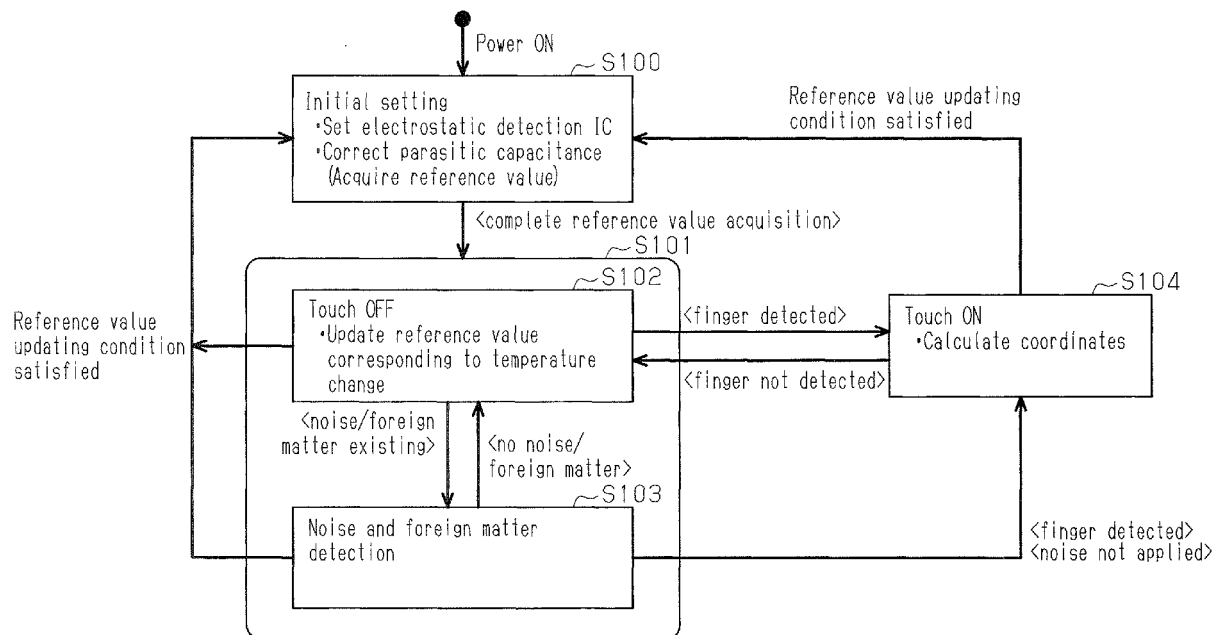 Power ON
S100
Initial setting
•Set electrostatic detection IC
•Correct parasitic capacitance
(Acquire reference value)
Reference value updating
condition satisfied
<complete reference value acquisition>
S101
S102
Touch OFF
•Update reference value
corresponding to temperature
change
Reference value
updating condition
satisfied
<finger detected>
<finger not detected>
S104
Touch ON
•Calculate coordinates
<noise/foreign
matter existing>
<no noise/
foreign matter>
S103
Noise and foreign matter
detection
<finger detected>
<noise not applied>